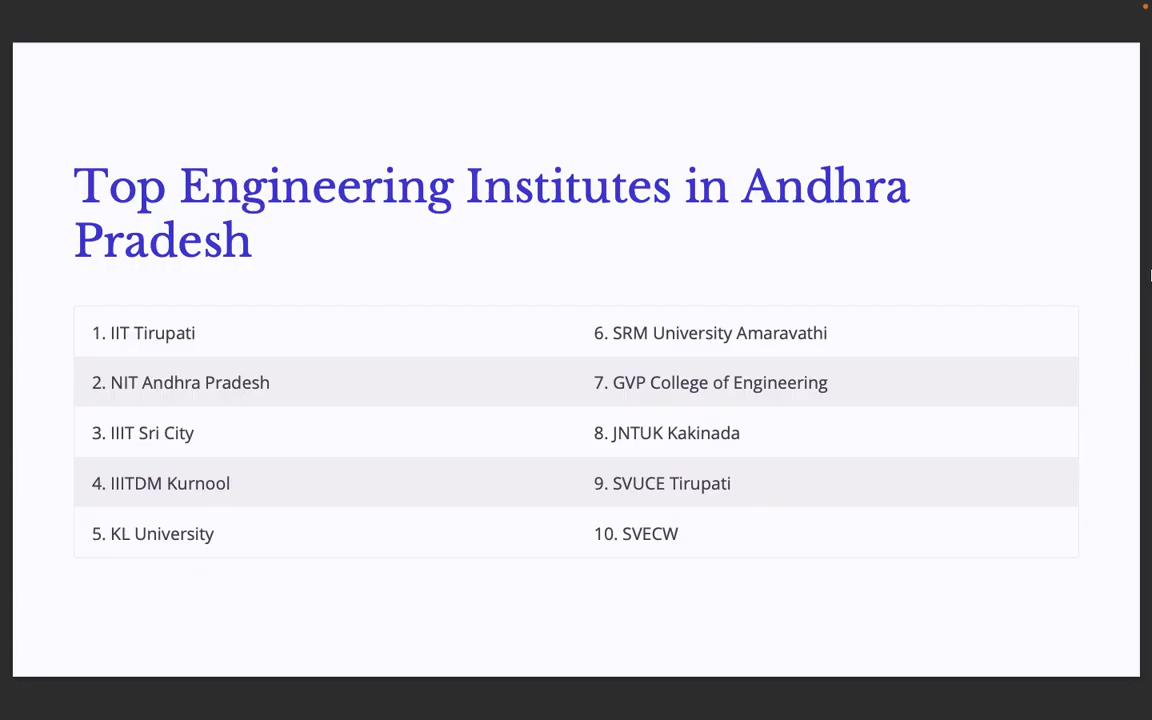 Top Engineering Institutes in Andhra
Pradesh
1. IIT Tirupati
6. SRM University Amaravathi
2. NIT Andhra Pradesh
7. GVP College of Engineering
3. IIIT Sri City
8. JNTUK Kakinada
4. IIITDM Kurnool
9. SVUCE Tirupati
5. KL University
10. SVECW